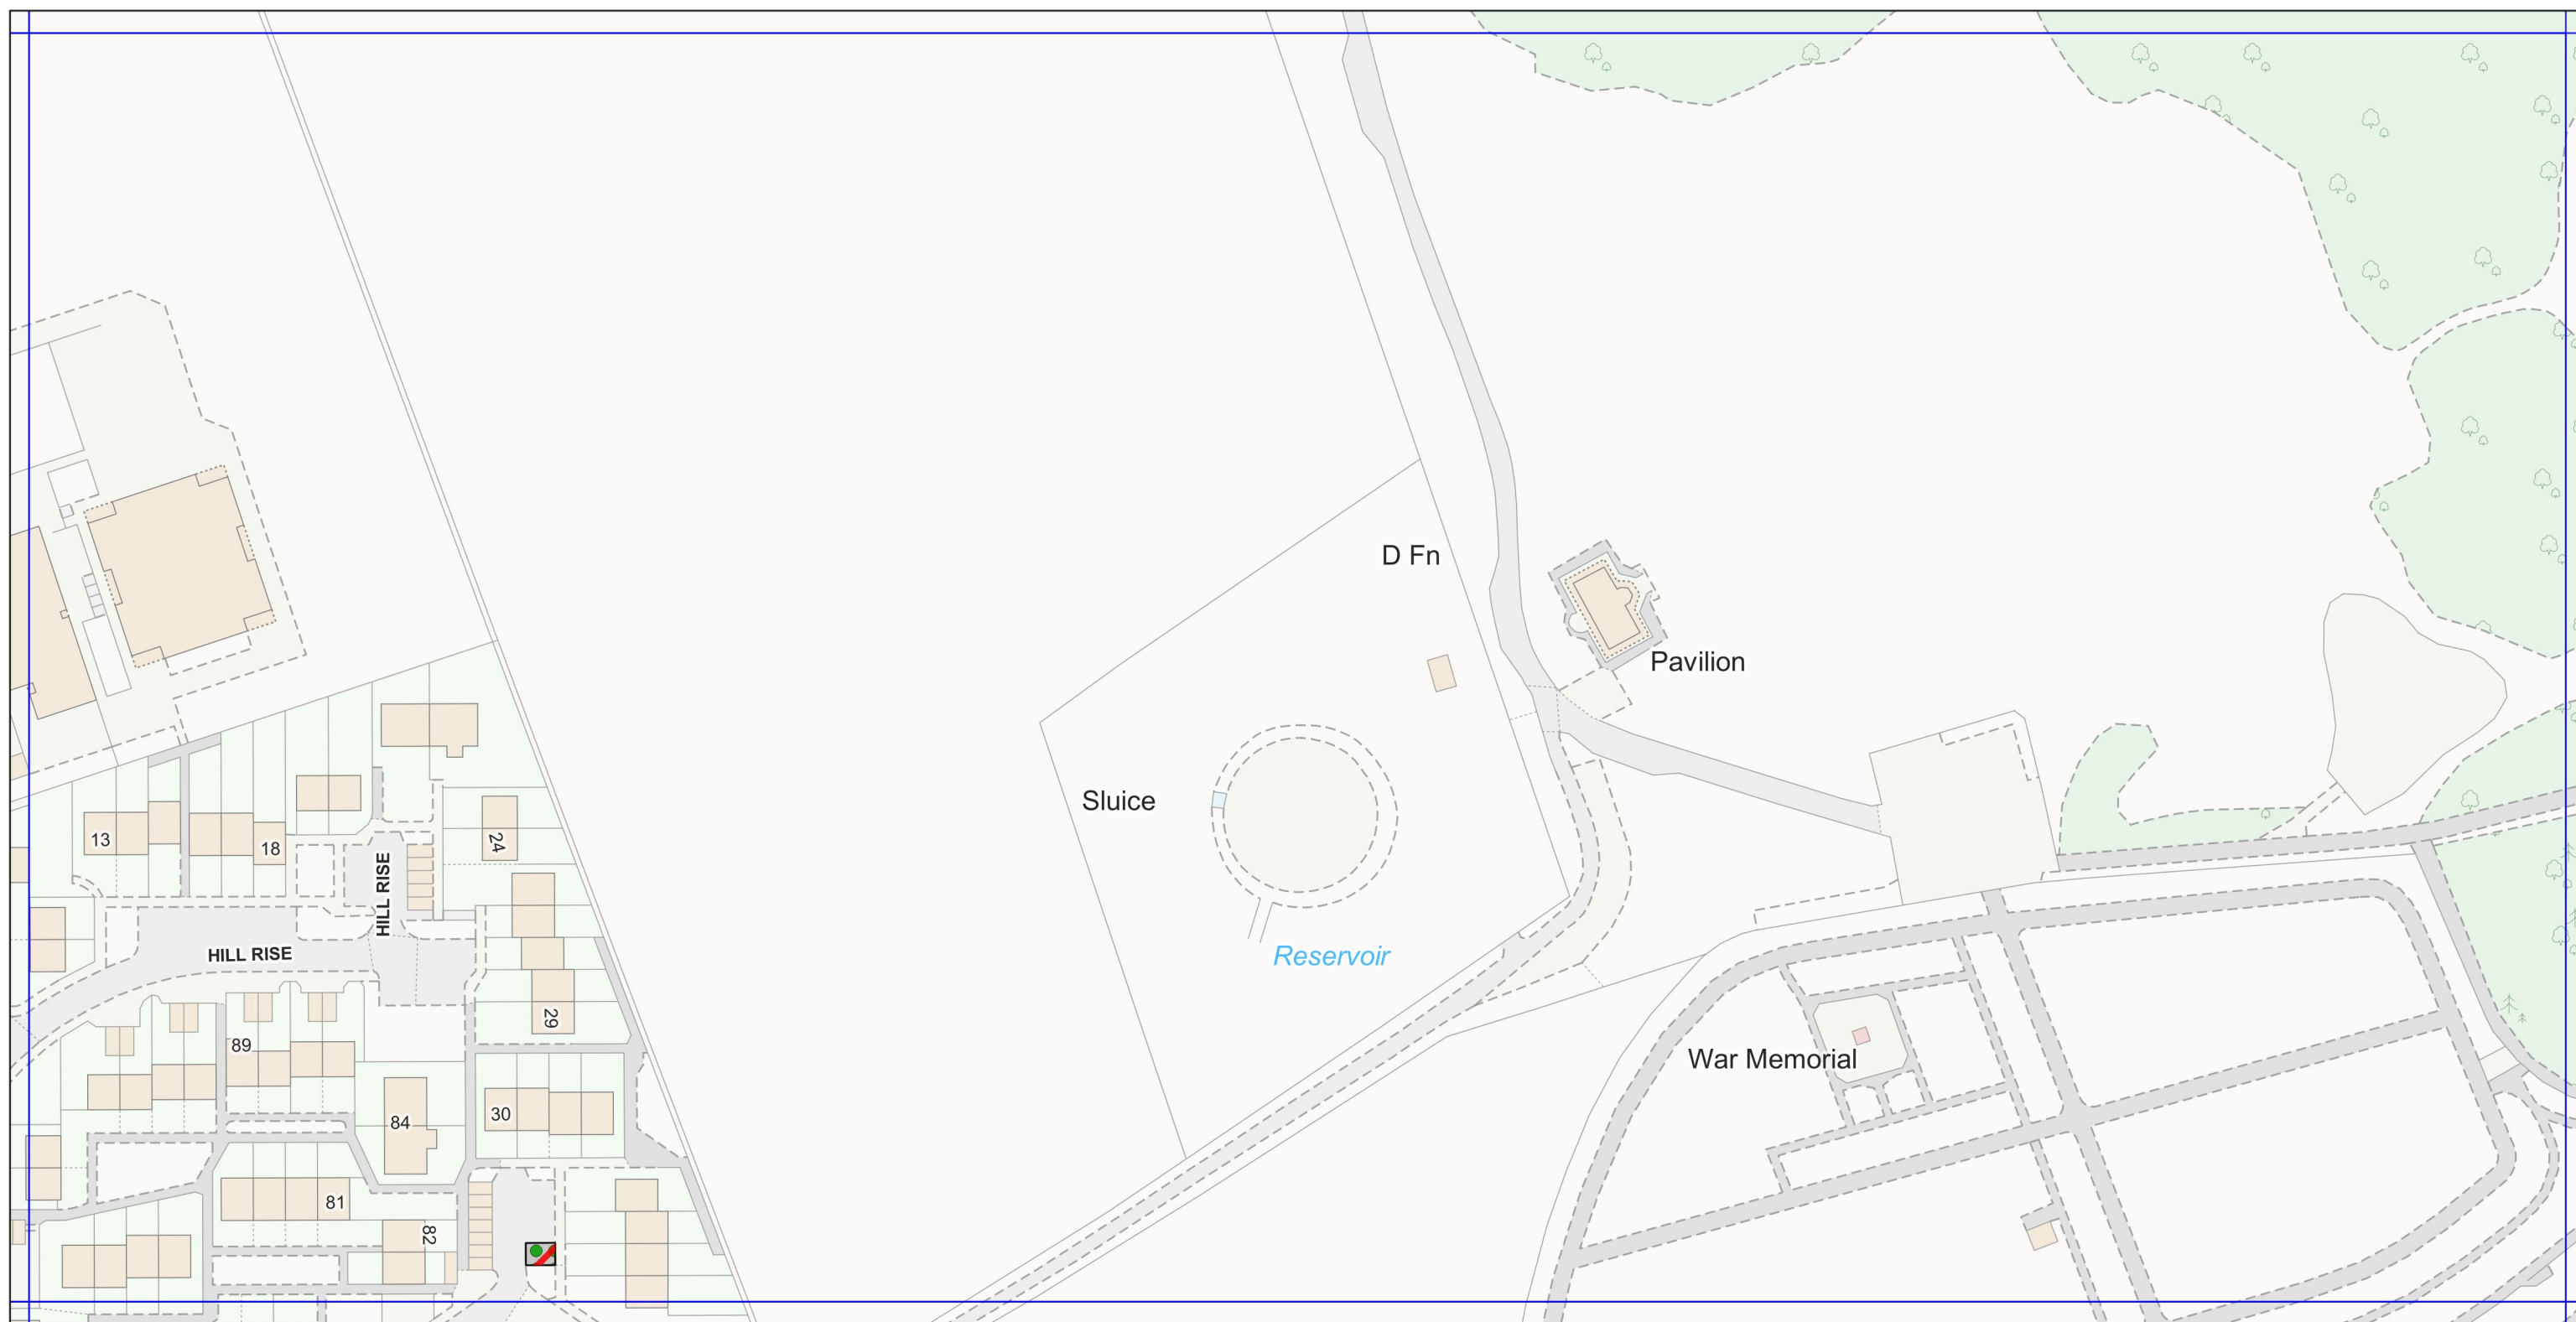 D Fn
Pavilion
Sluice
13
18
24
HILL RISE
HILL RISE
Reservoir
29
89
War Memorial
30
84
81
82